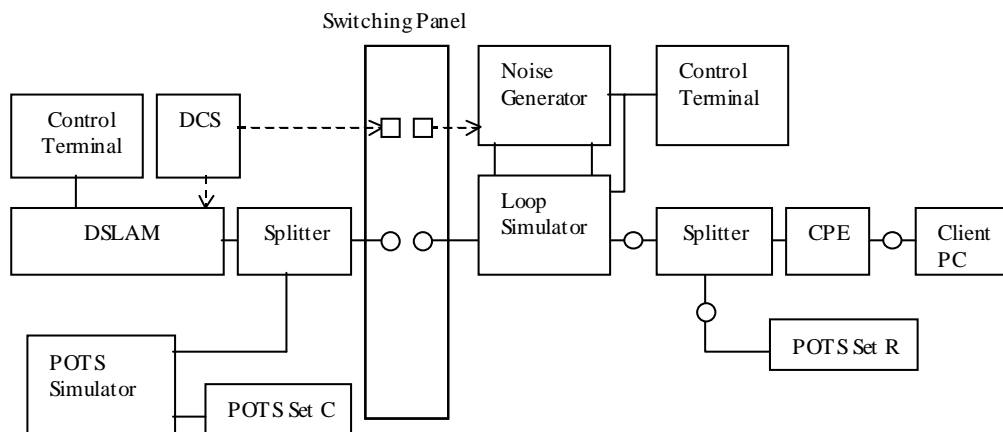 Switching Panel
Noise
Generator
Control
Terminal
Control
Terminal
DCS
DSLAM
Splitter
Loop
Simulator
Splitter
CPE
Client
PC
POTS Simulator
POTS Set C
POTS Set R